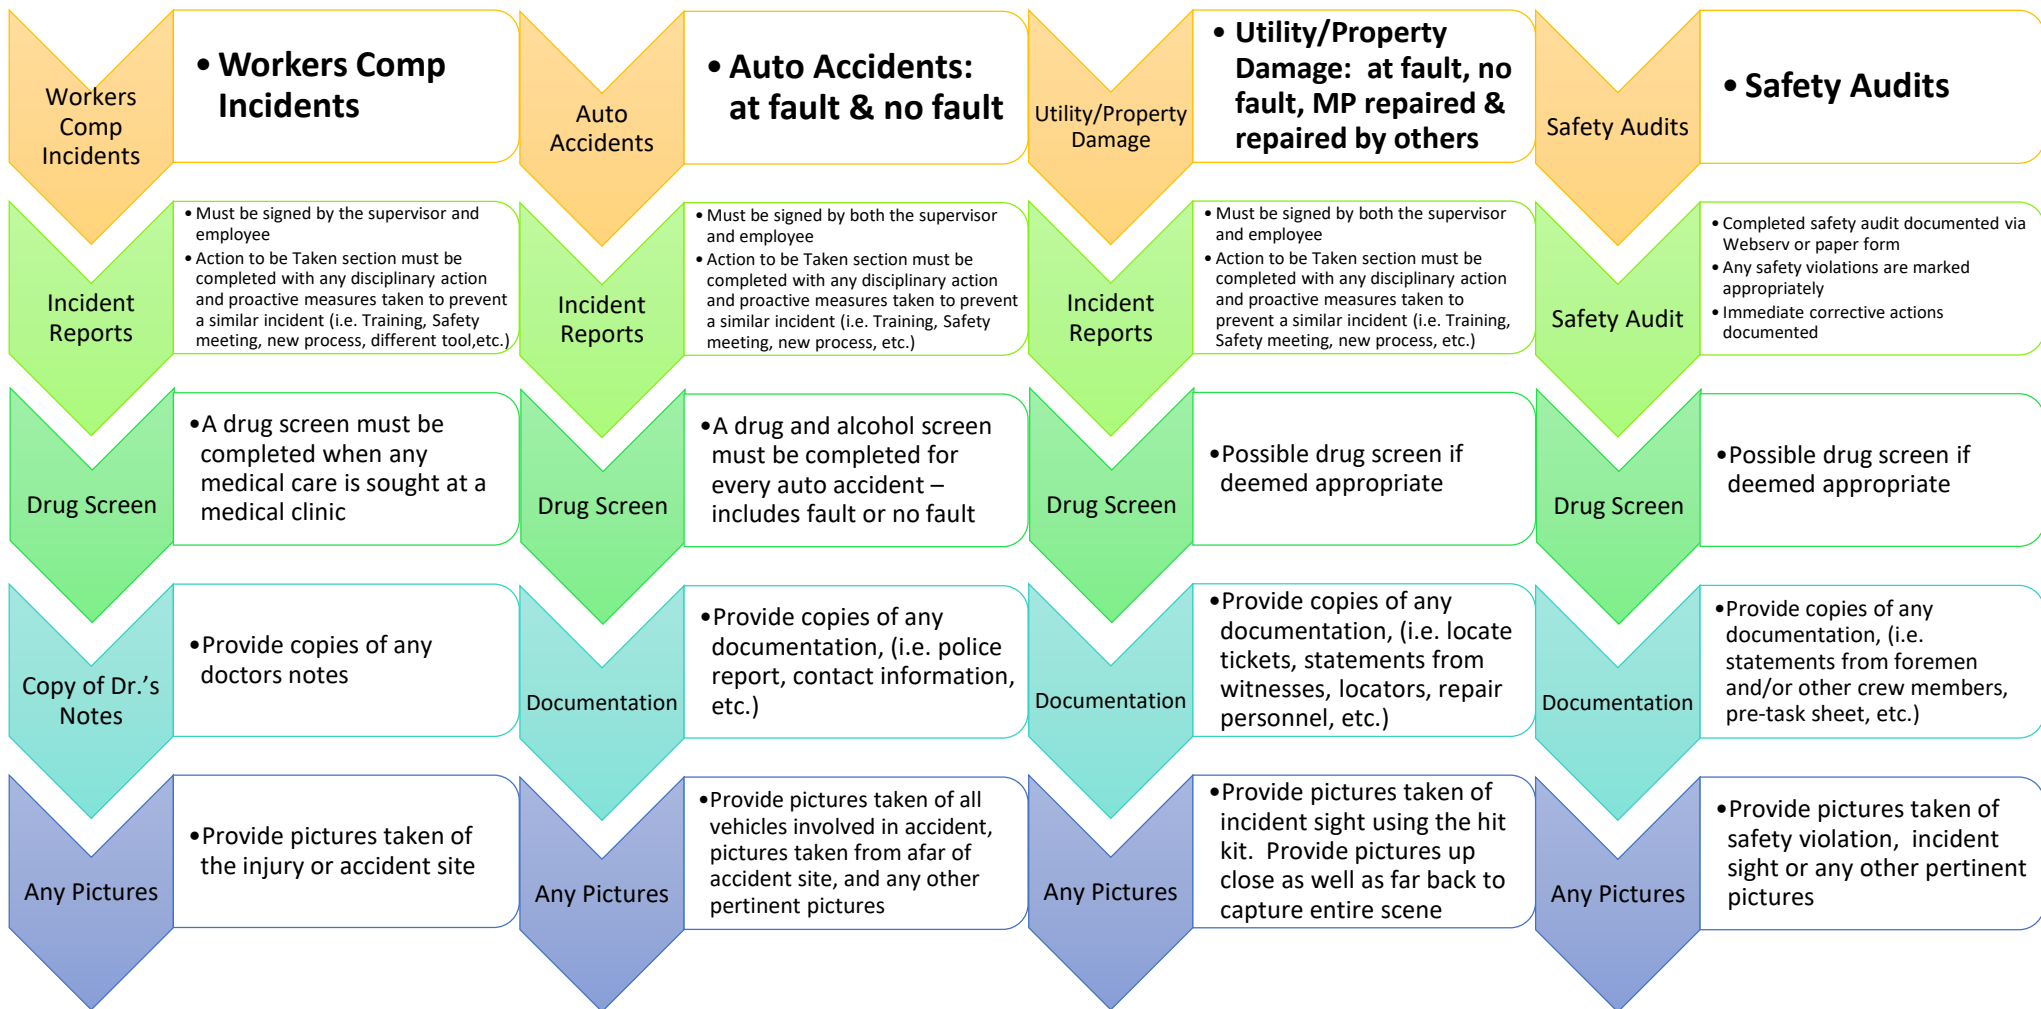 Workers
Comp
Incidents
• Workers Comp
Incidents
Incident
Reports
• Must be signed by the supervisor and
employee
• Action to be Taken section must be
completed with any disciplinary action
and proactive measures taken to prevent
a similar incident (i.e. Training, Safety
meeting, new process, different tool,etc.)
Drug Screen
•A drug screen must be
completed when any
medical care is sought at a
medical clinic
Copy of Dr.'s
Notes
•Provide copies of any
doctors notes
Any Pictures
•Provide pictures taken of
the injury or accident site
Auto
Accidents
• Auto Accidents:
at fault & no fault
Incident
Reports
• Must be signed by both the supervisor
and employee
• Action to be Taken section must be
completed with any disciplinary action
and proactive measures taken to prevent
a similar incident (i.e. Training, Safety
meeting, new process, etc.)
Drug Screen
•A drug and alcohol screen
must be completed for
every auto accident –
includes fault or no fault
Documentation
•Provide copies of any
documentation, (i.e. police
report, contact information,
etc.)
Any Pictures
•Provide pictures taken of all
vehicles involved in accident,
pictures taken from afar of
accident site, and any other
pertinent pictures
Utility/Property
Damage
• Utility/Property
Damage: at fault, no
fault, MP repaired &
repaired by others
Incident
Reports
• Must be signed by both the supervisor
and employee
• Action to be Taken section must be
completed with any disciplinary action
and proactive measures taken to
prevent a similar incident (i.e. Training,
Safety meeting, new process, etc.)
Drug Screen
•Possible drug screen if
deemed appropriate
Documentation
•Provide copies of any
documentation, (i.e. locate
tickets, statements from
witnesses, locators, repair
personnel, etc.)
Any Pictures
•Provide pictures taken of
incident sight using the hit
kit. Provide pictures up
close as well as far back to
capture entire scene
Safety Audits
• Safety Audits
Safety Audit
• Completed safety audit documented via
Webserv or paper form
• Any safety violations are marked
appropriately
• Immediate corrective actions
documented
Drug Screen
•Possible drug screen if
deemed appropriate
Documentation
•Provide copies of any
documentation, (i.e.
statements from foremen
and/or other crew members,
pre-task sheet, etc.)
Any Pictures
•Provide pictures taken of
safety violation, incident
sight or any other pertinent
pictures